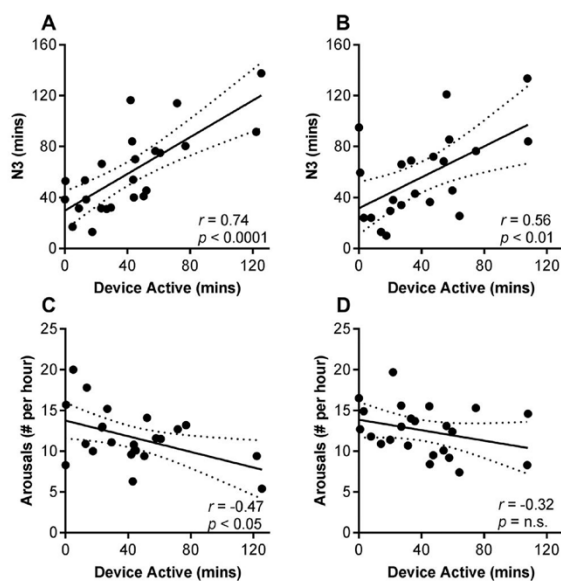 A
B
160
120
80
40
0
N3 (mins)
r = 0.74
p < 0.0001
0
40
80
120
Device Active (mins)
160
120
80
40
0
N3 (mins)
r = 0.56
p < 0.01
0
40
80
120
Device Active (mins)
C
D
25
20
15
10
5
0
Arousals (# per hour)
r = -0.47
p < 0.05
0
40
80
120
Device Active (mins)
25
20
15
10
5
0
Arousals (# per hour)
r = -0.32
p = n.s.
0
40
80
120
Device Active (mins)